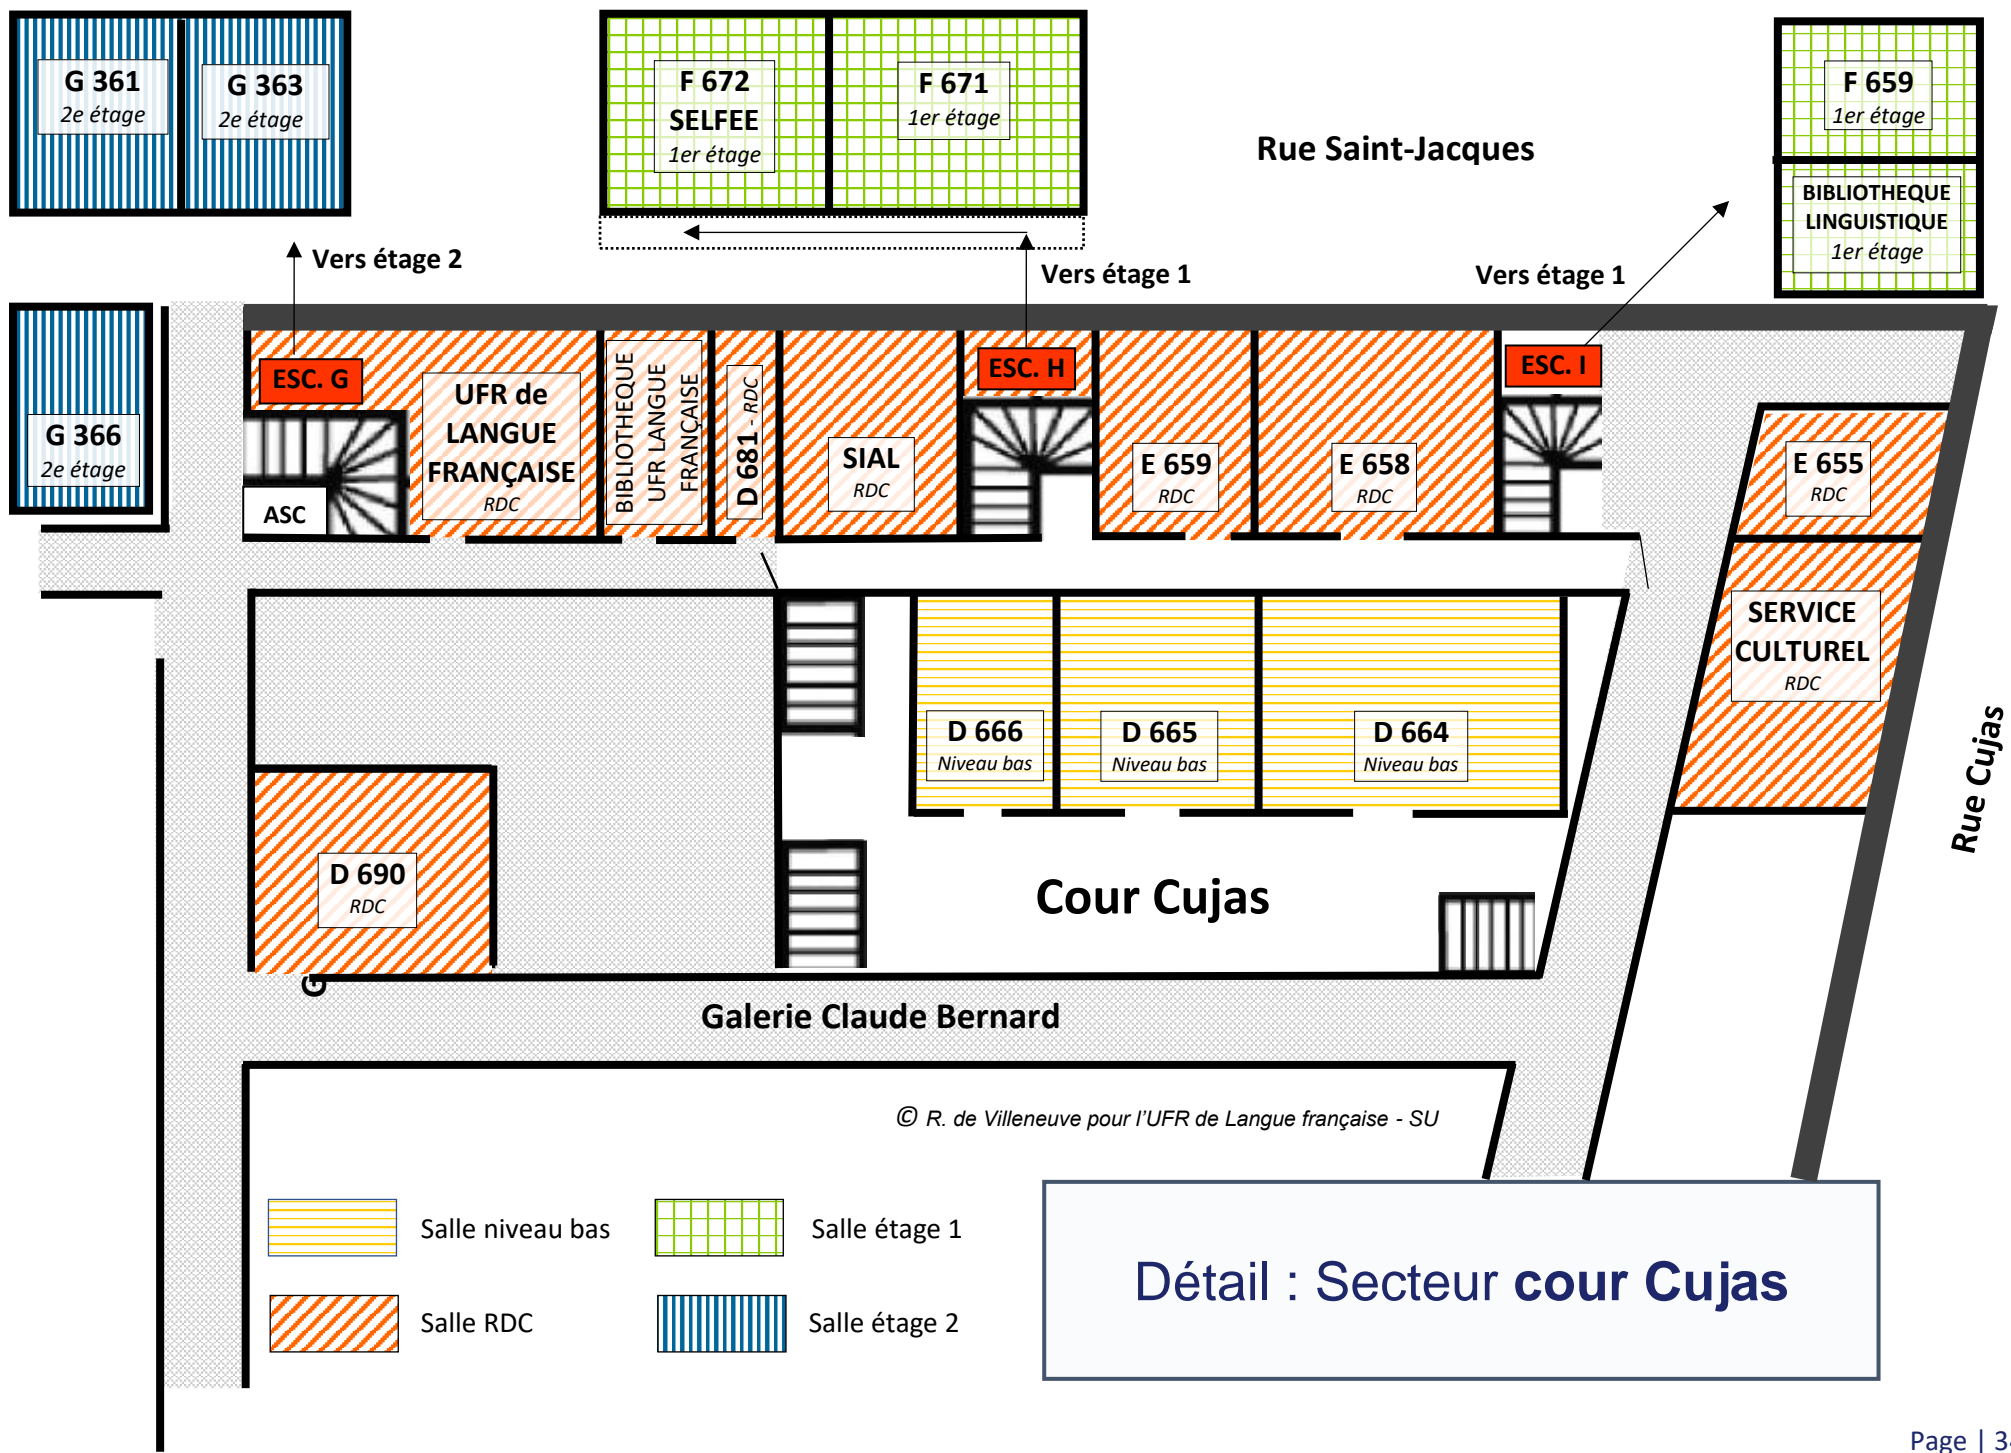 G 361
2e étage
G 363
2e étage
F 672
SELFEE
1er étage
F 671
1er étage
Rue Saint-Jacques
F 659
1er étage
BIBLIOTHEQUE
LINGUISTIQUE
1er étage
Vers étage 2
Vers étage 1
Vers étage 1
G 366
2e étage
ESC. G
ASC
UFR de
LANGUE
FRANÇAISE
RDC
BIBLIOTHEQUE
UFR LANGUE
FRANÇAISE
D 681 - RDC
SIAL
RDC
ESC. H
E 659
RDC
E 658
RDC
ESC. I
E 655
RDC
SERVICE
CULTUREL
RDC
Rue Cujas
D 666
Niveau bas
D 665
Niveau bas
D 664
Niveau bas
D 690
RDC
Cour Cujas
G
Galerie Claude Bernard
© R. de Villeneuve pour l'UFR de Langue française - SU
Salle niveau bas
Salle étage 1
Salle RDC
Salle étage 2
Détail : Secteur cour Cujas
Page | 3